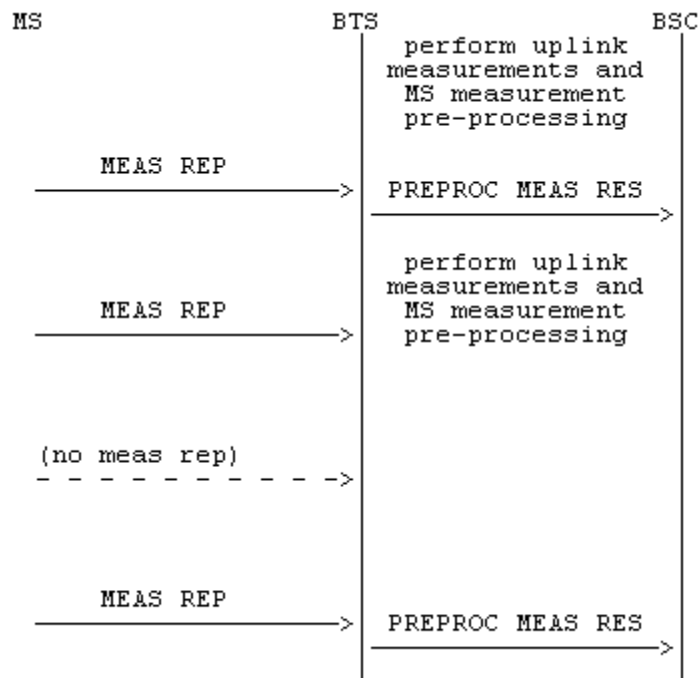 MS BTS BSC
perform uplink
measurements and
MS measurement
pre-processing
MEAS REP
PREPROC MEAS RES
perform uplink
measurements and
MS measurement
pre-processing
MEAS REP
(no meas rep)
MEAS REP
PREPROC MEAS RES